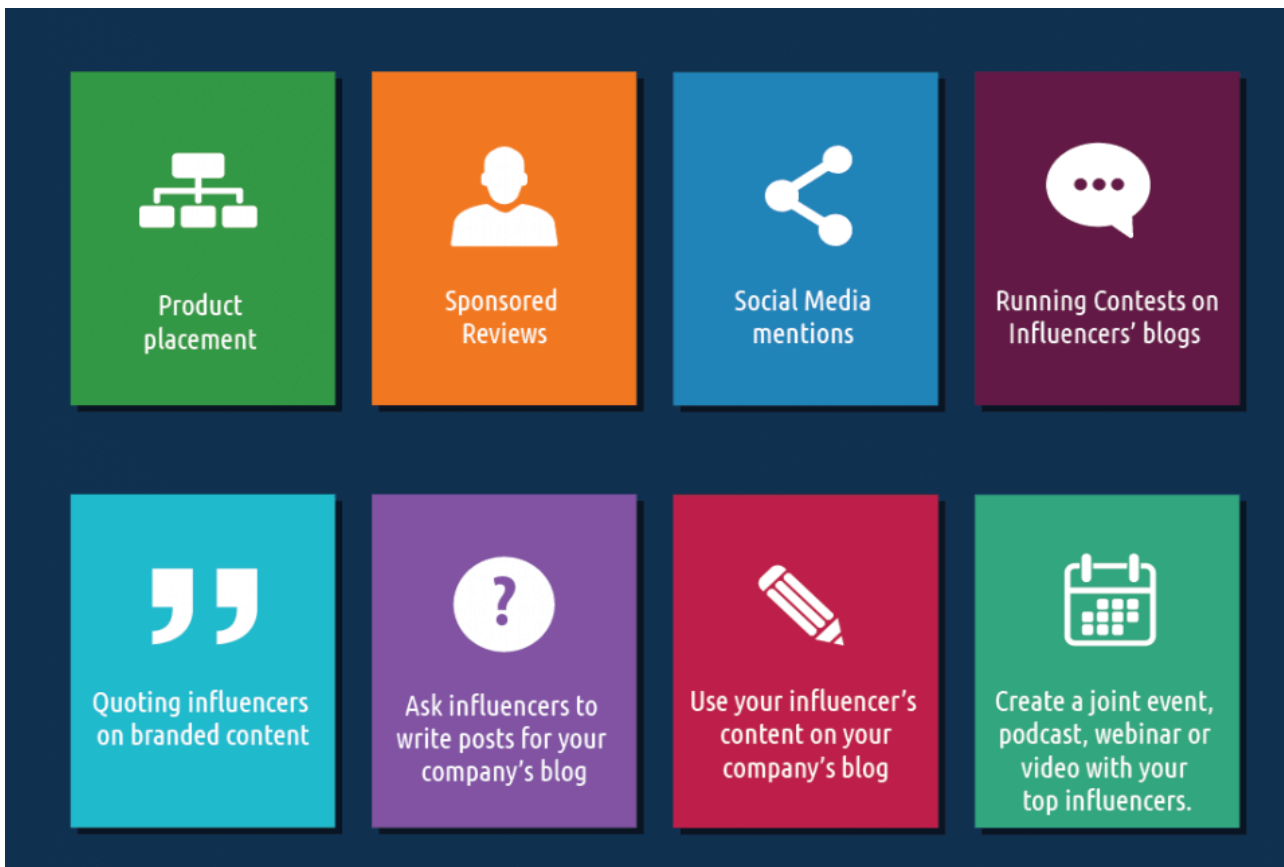 Product
placement
Sponsored
Reviews
Social Media
mentions
Running Contests on
Influencers’ blogs
Quoting influencers
on branded content
Ask influencers to
write posts for your
company’s blog
Use your influencer’s
content on your
company’s blog
Create a joint event,
podcast, webinar or
video with your
top influencers.